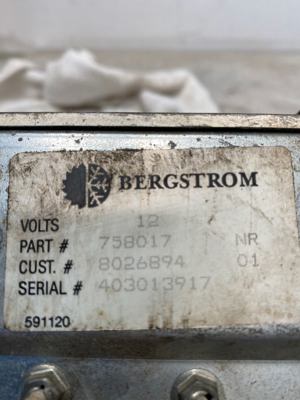 BERGSTROM
VOLTS 12
PART # 758017 NR
CUST. # 8026894 01
SERIAL # 403013917
591120